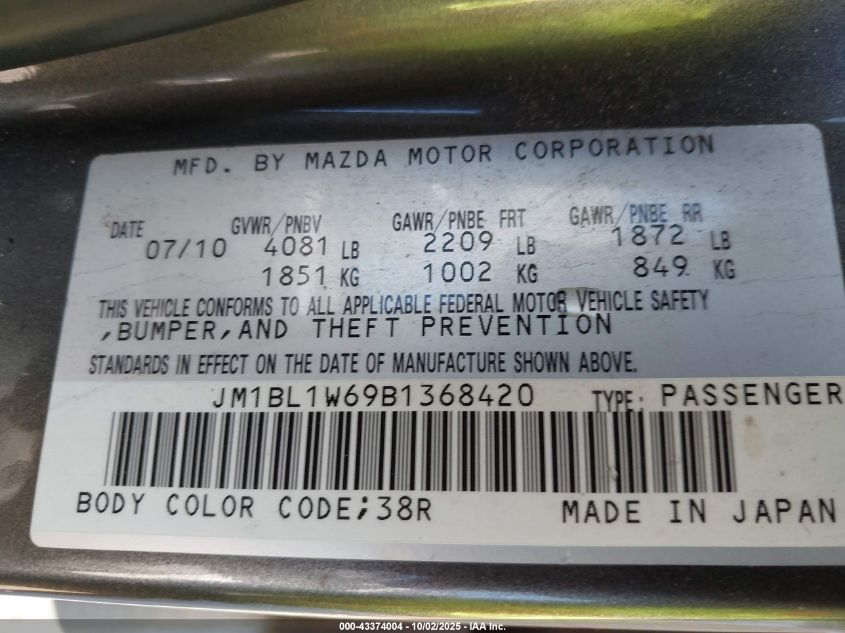 MFD. BY MAZDA MOTOR CORPORATION
DATE GVWR/PNBV GAWR/PNBE FRT GAWR/PNBE RR
07/10 4081 LB 2209 LB 1872 LB
1851 KG 1002 KG 849 KG
THIS VEHICLE CONFORMS TO ALL APPLICABLE FEDERAL MOTOR VEHICLE SAFETY
,BUMPER,AND THEFT PREVENTION
STANDARDS IN EFFECT ON THE DATE OF MANUFACTURE SHOWN ABOVE.
JM1BL1W69B1368420 TYPE: PASSENGER
BODY COLOR CODE;38R MADE IN JAPAN
000-43374004 - 10/02/2025 - IAA Inc.